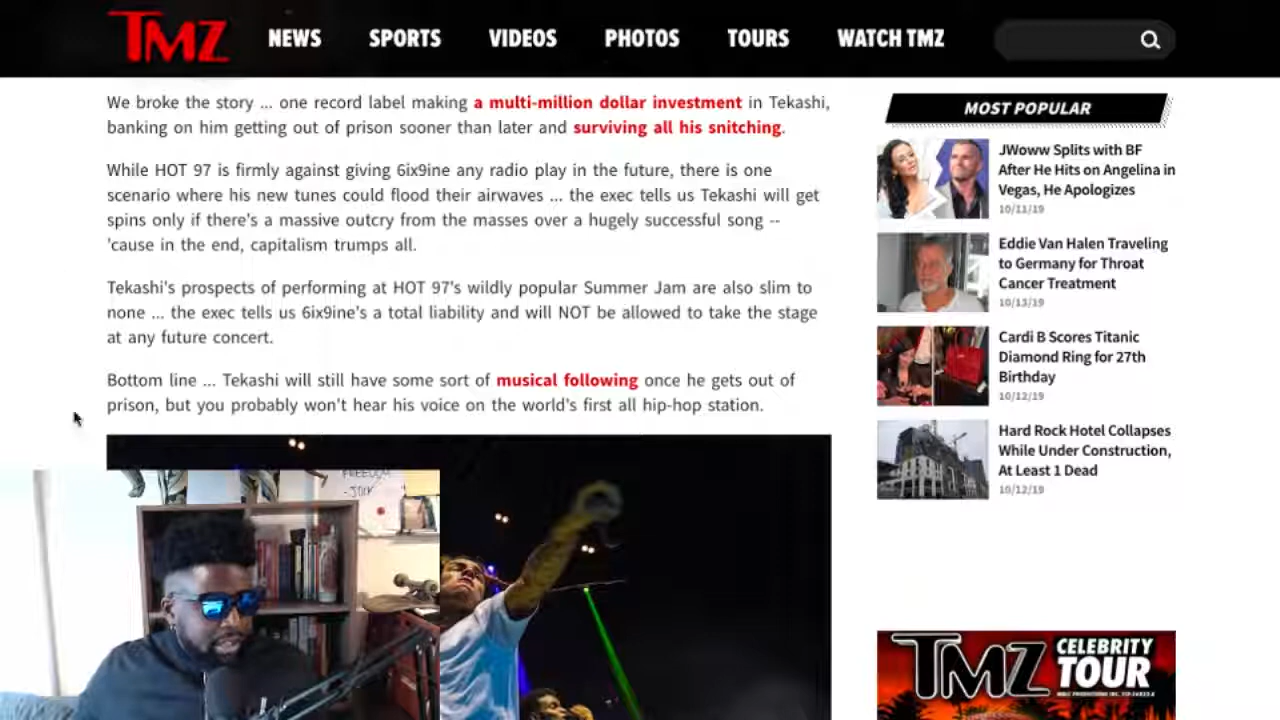 TMZ
NEWS
SPORTS
VIDEOS
PHOTOS
TOURS
WATCH TMZ
We broke the story ... one record label making a multi-million dollar investment in Tekashi,
banking on him getting out of prison sooner than later and surviving all his snitching.
While HOT 97 is firmly against giving 6ix9ine any radio play in the future, there is one
scenario where his new tunes could flood their airwaves ... the exec tells us Tekashi will get
spins only if there's a massive outcry from the masses over a hugely successful song --
'cause in the end, capitalism trumps all.
Tekashi's prospects of performing at HOT 97's wildly popular Summer Jam are also slim to
none ... the exec tells us 6ix9ine's a total liability and will NOT be allowed to take the stage
at any future concert.
Bottom line ... Tekashi will still have some sort of musical following once he gets out of
prison, but you probably won't hear his voice on the world's first all hip-hop station.
MOST POPULAR
JWoww Splits with BF
After He Hits on Angelina in
Vegas, He Apologizes
10/11/19
Eddie Van Halen Traveling
to Germany for Throat
Cancer Treatment
10/13/19
Cardi B Scores Titanic
Diamond Ring for 27th
Birthday
10/12/19
Hard Rock Hotel Collapses
While Under Construction,
At Least 1 Dead
10/12/19
FREEDOM
TMZ CELEBRITY
TOUR